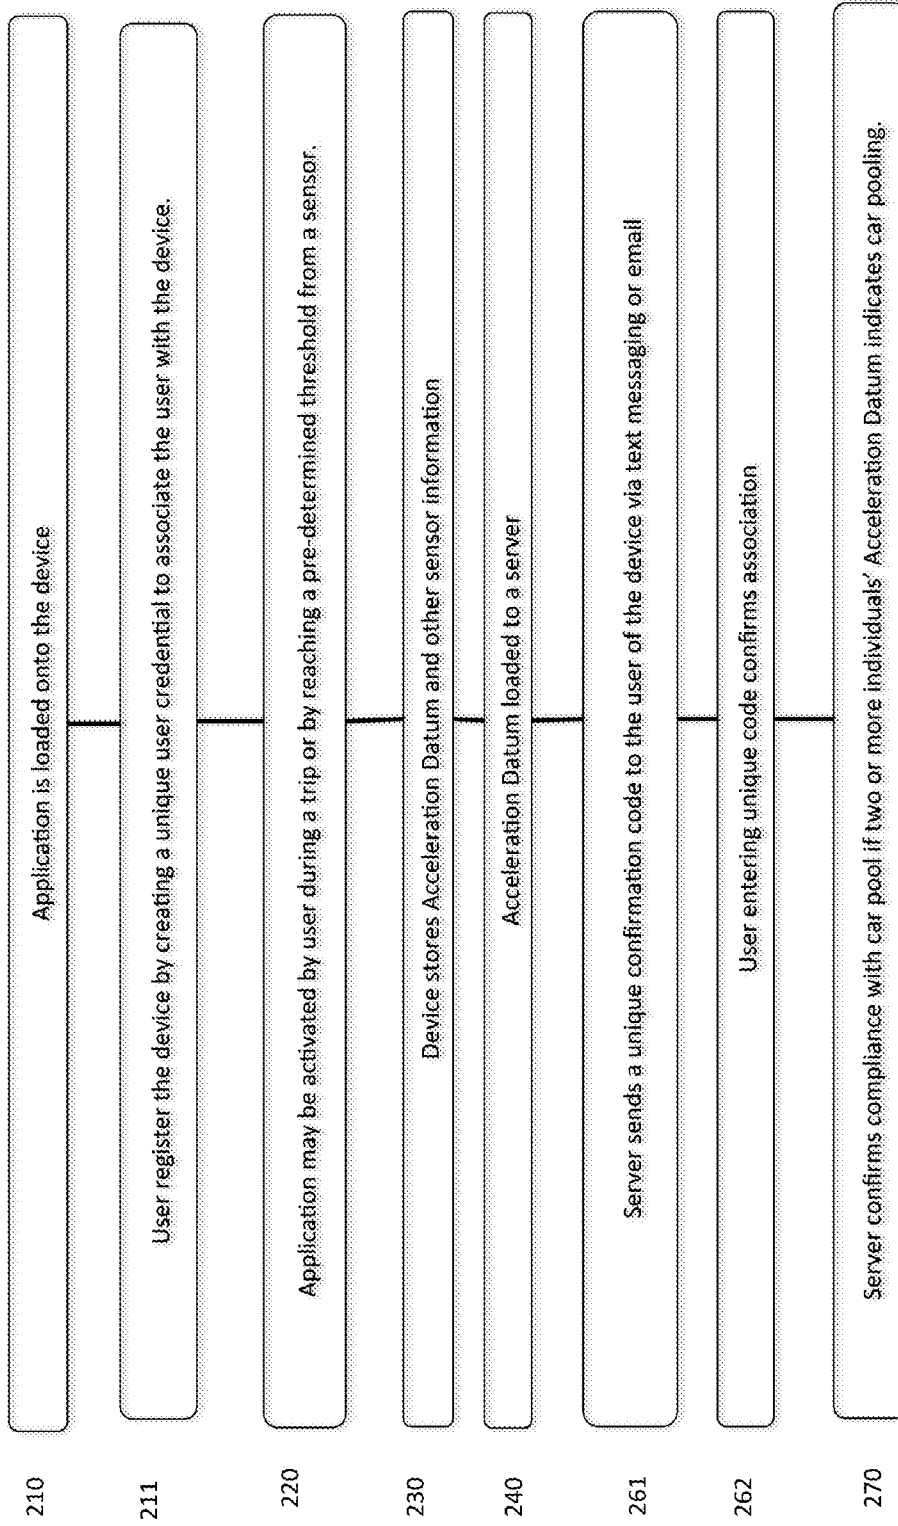 210 Application is loaded onto the device
211 User register the device by creating a unique user credential to associate the user with the device.
220 Application may be activated by user during a trip or by reaching a pre-determined threshold from a sensor.
230 Device stores Acceleration Datum and other sensor information
240 Acceleration Datum loaded to a server
261 Server sends a unique confirmation code to the user of the device via text messaging or email
262 User entering unique code confirms association
270 Server confirms compliance with car pool if two or more individuals’ Acceleration Datum indicates car pooling.